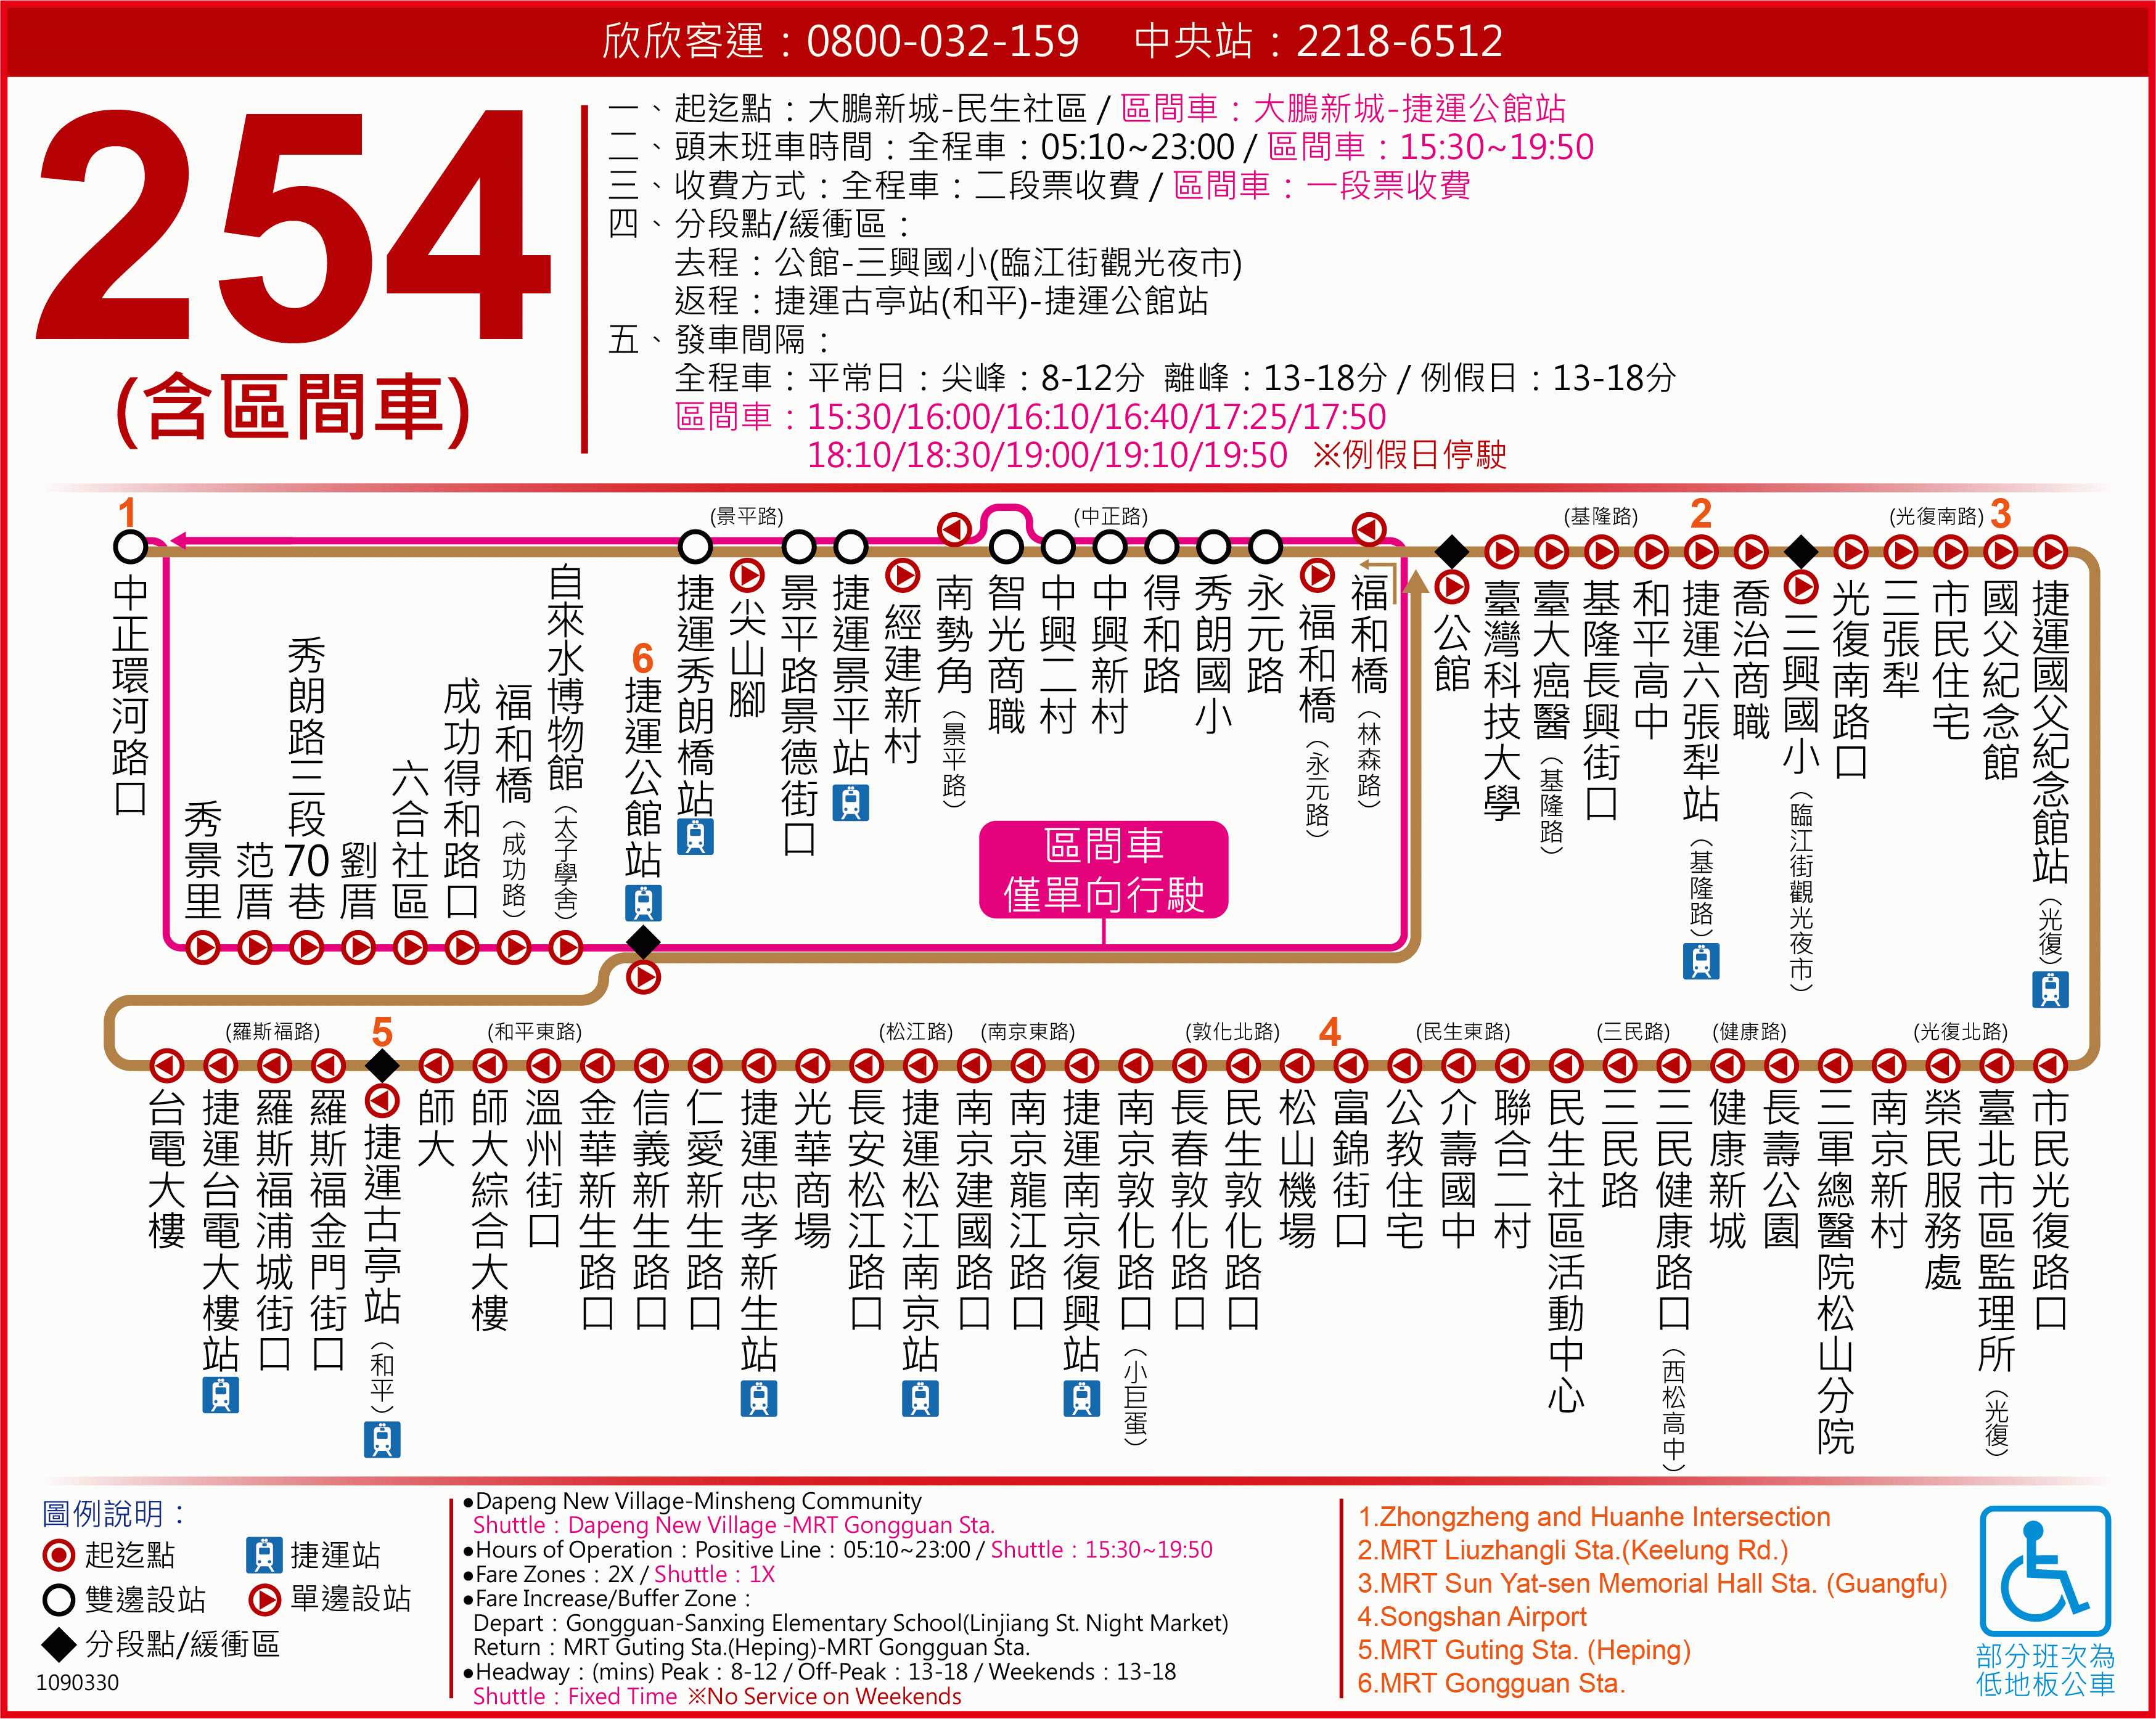 欣欣客運：0800-032-159　中央站：2218-6512
254
(含區間車)
一、起迄點：大鵬新城-民生社區 / 區間車：大鵬新城-捷運公館站
二、頭末班車時間：全程車：05:10~23:00 / 區間車：15:30~19:50
三、收費方式：全程車：二段票收費 / 區間車：一段票收費
四、分段點/緩衝區：
去程：公館-三興國小(臨江街觀光夜市)
返程：捷運古亭站(和平)-捷運公館站
五、發車間隔：
全程車：平常日：尖峰：8-12分 離峰：13-18分 / 例假日：13-18分
區間車：15:30/16:00/16:10/16:40/17:25/17:50
18:10/18:30/19:00/19:10/19:50 ※例假日停駛
1
(景平路)
(中正路)
(基隆路)
2
(光復南路)
3
中正環河路口
秀景里
范厝
秀朗路三段70巷
劉厝
六合社區
成功得和路口
福和橋（成功路）
自來水博物館（太子學舍）
6
捷運公館站
捷運秀朗橋站
尖山腳
景平路景德街口
捷運景平站
經建新村
南勢角（景平路）
智光商職
中興二村
中興新村
得和路
秀朗國小
永元路
福和橋（永元路）
福和橋（林森路）
公館
臺灣科技大學
臺大癌醫（基隆路）
基隆長興街口
和平高中
捷運六張犁站（基隆路）
喬治商職
三興國小（臨江街觀光夜市）
光復南路口
三張犁
市民住宅
國父紀念館
捷運國父紀念館站（光復）
區間車
僅單向行駛
(羅斯福路)
5
(和平東路)
(松江路)
(南京東路)
(敦化北路)
4
(民生東路)
(三民路)
(健康路)
(光復北路)
台電大樓
捷運台電大樓站
羅斯福浦城街口
羅斯福金門街口
捷運古亭站（和平）
師大
師大綜合大樓
溫州街口
金華新生路口
信義新生路口
仁愛新生路口
捷運忠孝新生站
光華商場
長安松江路口
捷運松江南京站
南京建國路口
南京龍江路口
捷運南京復興站
南京敦化路口（小巨蛋）
長春敦化路口
民生敦化路口
松山機場
富錦街口
公教住宅
介壽國中
聯合二村
民生社區活動中心
三民路
三民健康路口（西松高中）
健康新城
長壽公園
三軍總醫院松山分院
南京新村
榮民服務處
臺北市區監理所（光復）
市民光復路口
圖例說明：
起迄點
捷運站
雙邊設站
單邊設站
分段點/緩衝區
1090330
●Dapeng New Village-Minsheng Community
Shuttle：Dapeng New Village -MRT Gongguan Sta.
●Hours of Operation：Positive Line：05:10~23:00 / Shuttle：15:30~19:50
●Fare Zones：2X / Shuttle：1X
●Fare Increase/Buffer Zone：
Depart：Gongguan-Sanxing Elementary School(Linjiang St. Night Market)
Return：MRT Guting Sta.(Heping)-MRT Gongguan Sta.
●Headway：(mins) Peak：8-12 / Off-Peak：13-18 / Weekends：13-18
Shuttle：Fixed Time ※No Service on Weekends
1.Zhongzheng and Huanhe Intersection
2.MRT Liuzhangli Sta.(Keelung Rd.)
3.MRT Sun Yat-sen Memorial Hall Sta. (Guangfu)
4.Songshan Airport
5.MRT Guting Sta. (Heping)
6.MRT Gongguan Sta.
部分班次為
低地板公車